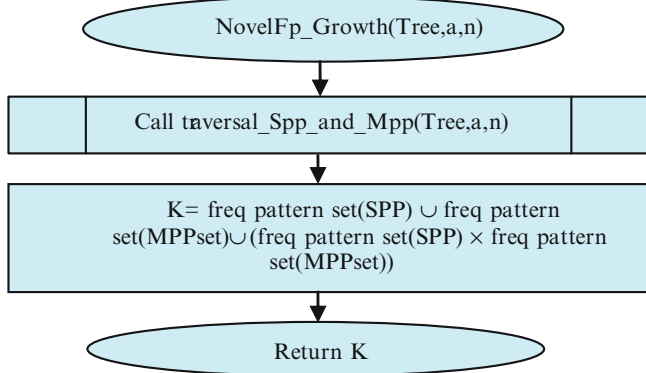 NovelFp_Growth(Tree,a,n)
Call traversal_Spp_and_Mpp(Tree,a,n)
K= freq pattern set(SPP) ∪ freq pattern
set(MPPset)∪(freq pattern set(SPP) × freq pattern
set(MPPset))
Return K